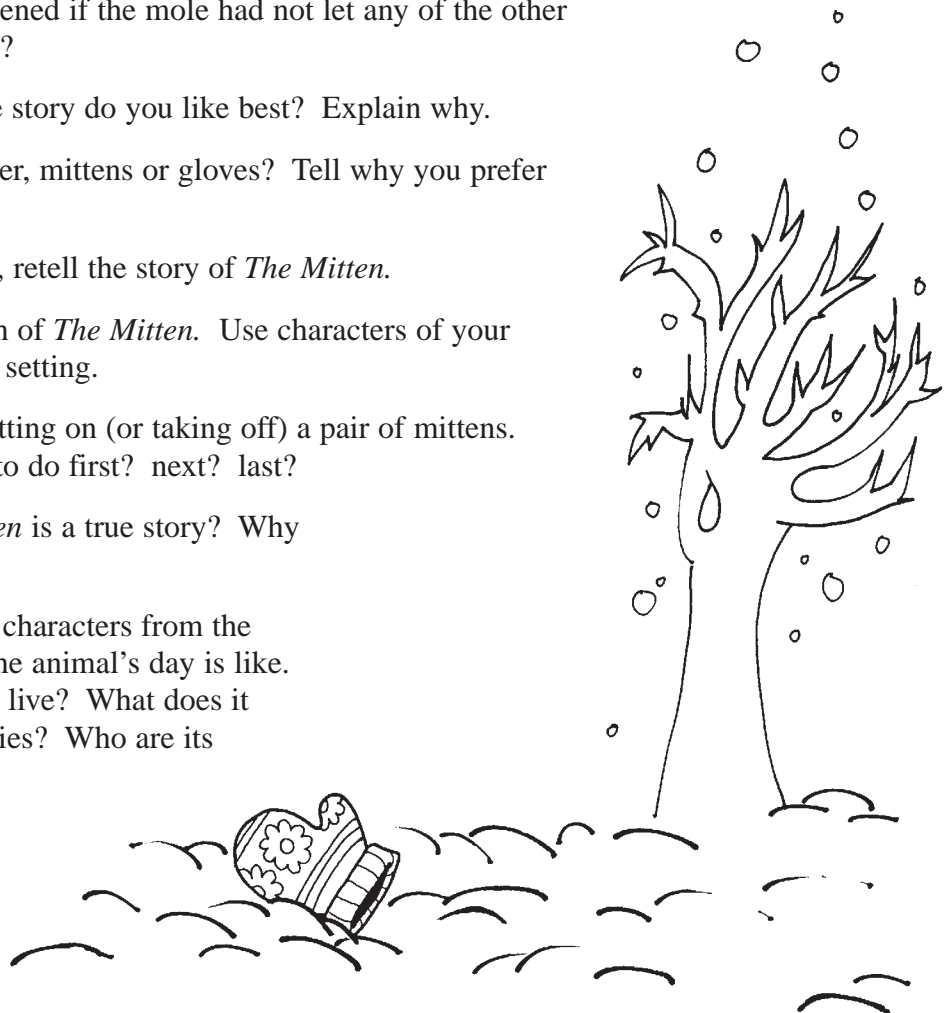 ened if the mole had not let any of the other
?
e story do you like best? Explain why.
er, mittens or gloves? Tell why you prefer
, retell the story of The Mitten.
n of The Mitten. Use characters of your
setting.
tting on (or taking off) a pair of mittens.
to do first? next? last?
en is a true story? Why
characters from the
ne animal's day is like.
live? What does it
ies? Who are its